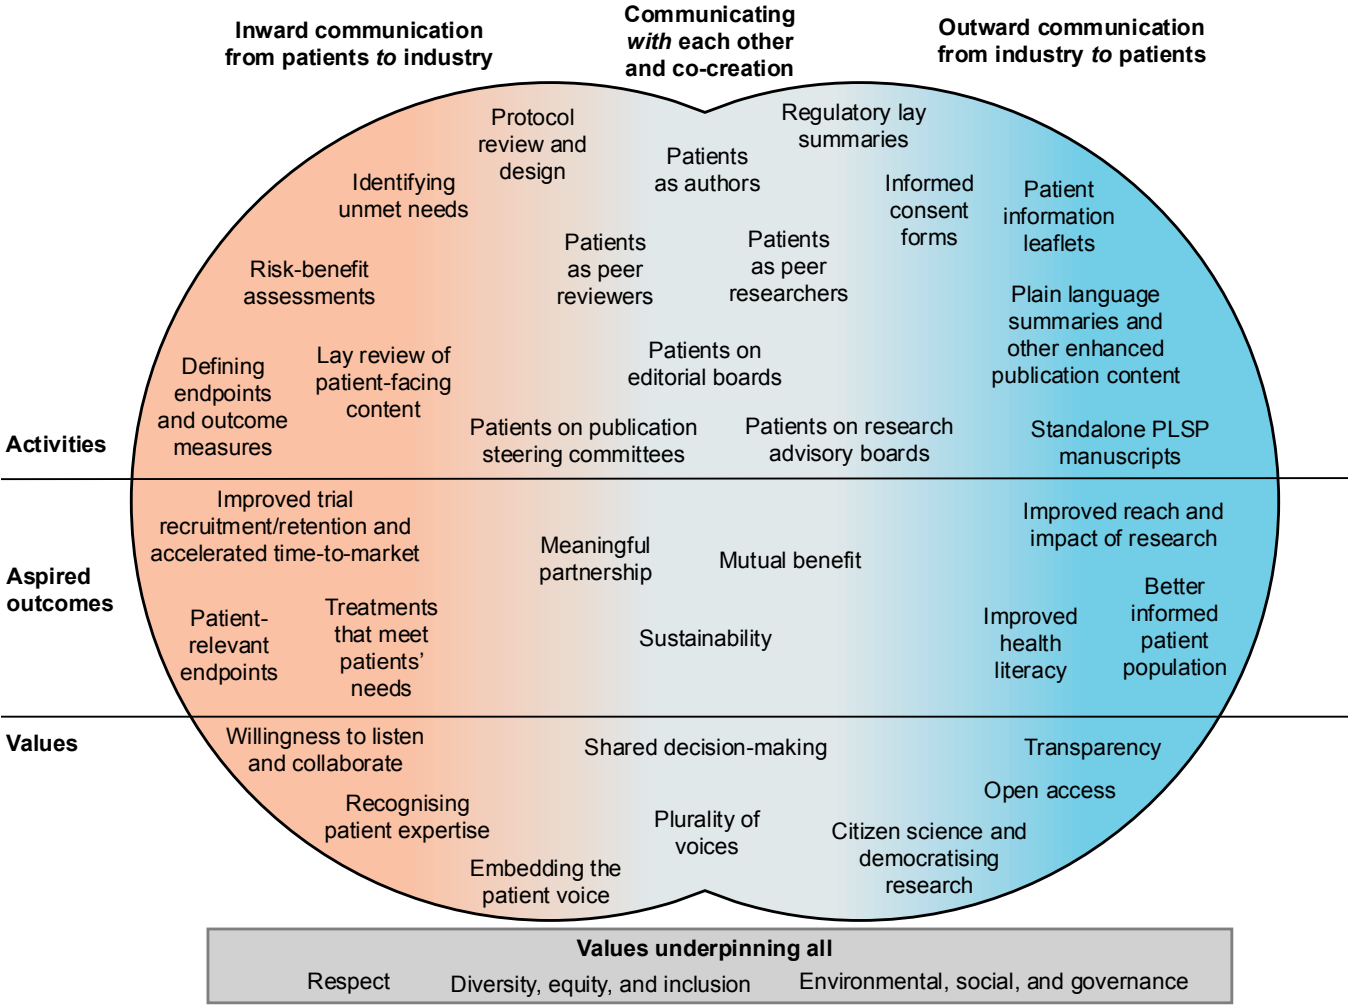 Inward communication
from patients to industry
Communicating
with each other
and co-creation
Outward communication
from industry to patients
Protocol
review and
design
Regulatory lay
summaries
Patients
as authors
Identifying
unmet needs
Informed
consent
forms
Patient
information
leaflets
Patients
as peer
reviewers
Patients
as peer
researchers
Risk-benefit
assessments
Plain language
summaries and
other enhanced
publication content
Defining
endpoints
and outcome
measures
Lay review of
patient-facing
content
Patients on
editorial boards
Patients on publication
steering committees
Patients on research
advisory boards
Standalone PLSP
manuscripts
Activities
Improved trial
recruitment/retention and
accelerated time-to-market
Meaningful
partnership
Mutual benefit
Improved reach and
impact of research
Aspired
outcomes
Patient-
relevant
endpoints
Treatments
that meet
patients’
needs
Sustainability
Improved
health
literacy
Better
informed
patient
population
Values
Willingness to listen
and collaborate
Shared decision-making
Transparency
Open access
Recognising
patient expertise
Plurality of
voices
Citizen science and
democratising
research
Embedding the
patient voice
Values underpinning all
Respect
Diversity, equity, and inclusion
Environmental, social, and governance